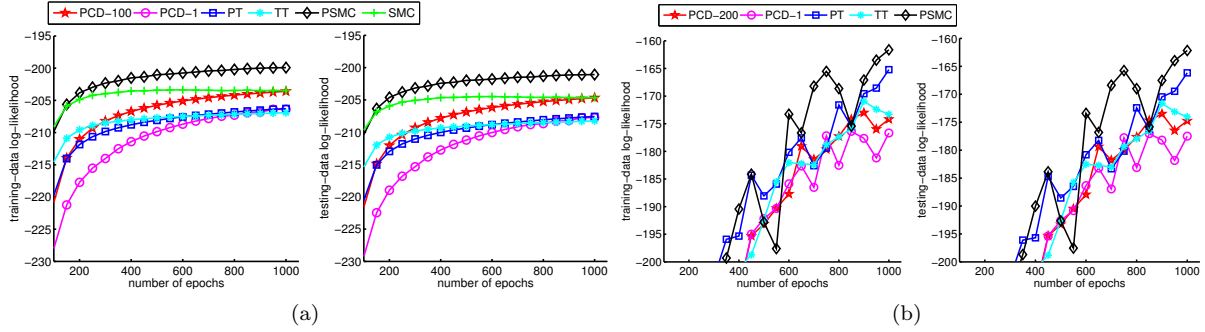 PCD−100 PCD−1 PT TT PSMC SMC
−195
−200
−205
−210
−215
−220
−225
−230
training−data log−likelihood
200 400 600 800 1000
number of epochs
−195
−200
−205
−210
−215
−220
−225
−230
testing−data log−likelihood
200 400 600 800 1000
number of epochs
(a)
PCD−200 PCD−1 PT TT PSMC
−160
−165
−170
−175
−180
−185
−190
−195
−200
training−data log−likelihood
200 400 600 800 1000
number of epochs
−160
−165
−170
−175
−180
−185
−190
−195
−200
testing−data log−likelihood
200 400 600 800 1000
number of epochs
(b)